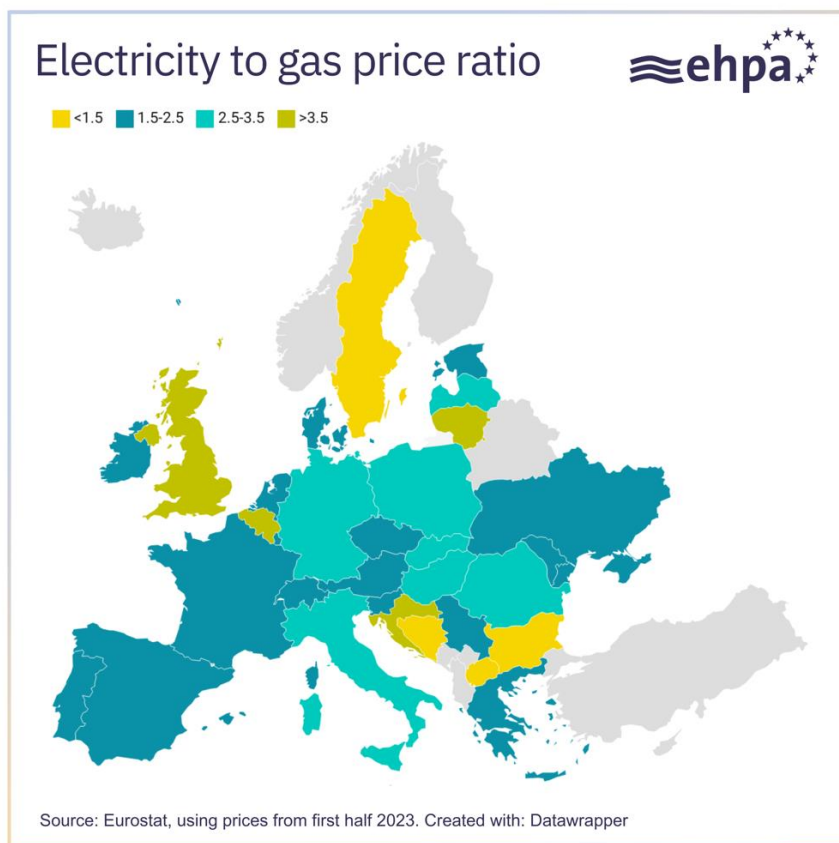 Electricity to gas price ratio
ehpa
<1.5 1.5-2.5 2.5-3.5 >3.5
Source: Eurostat, using prices from first half 2023. Created with: Datawrapper